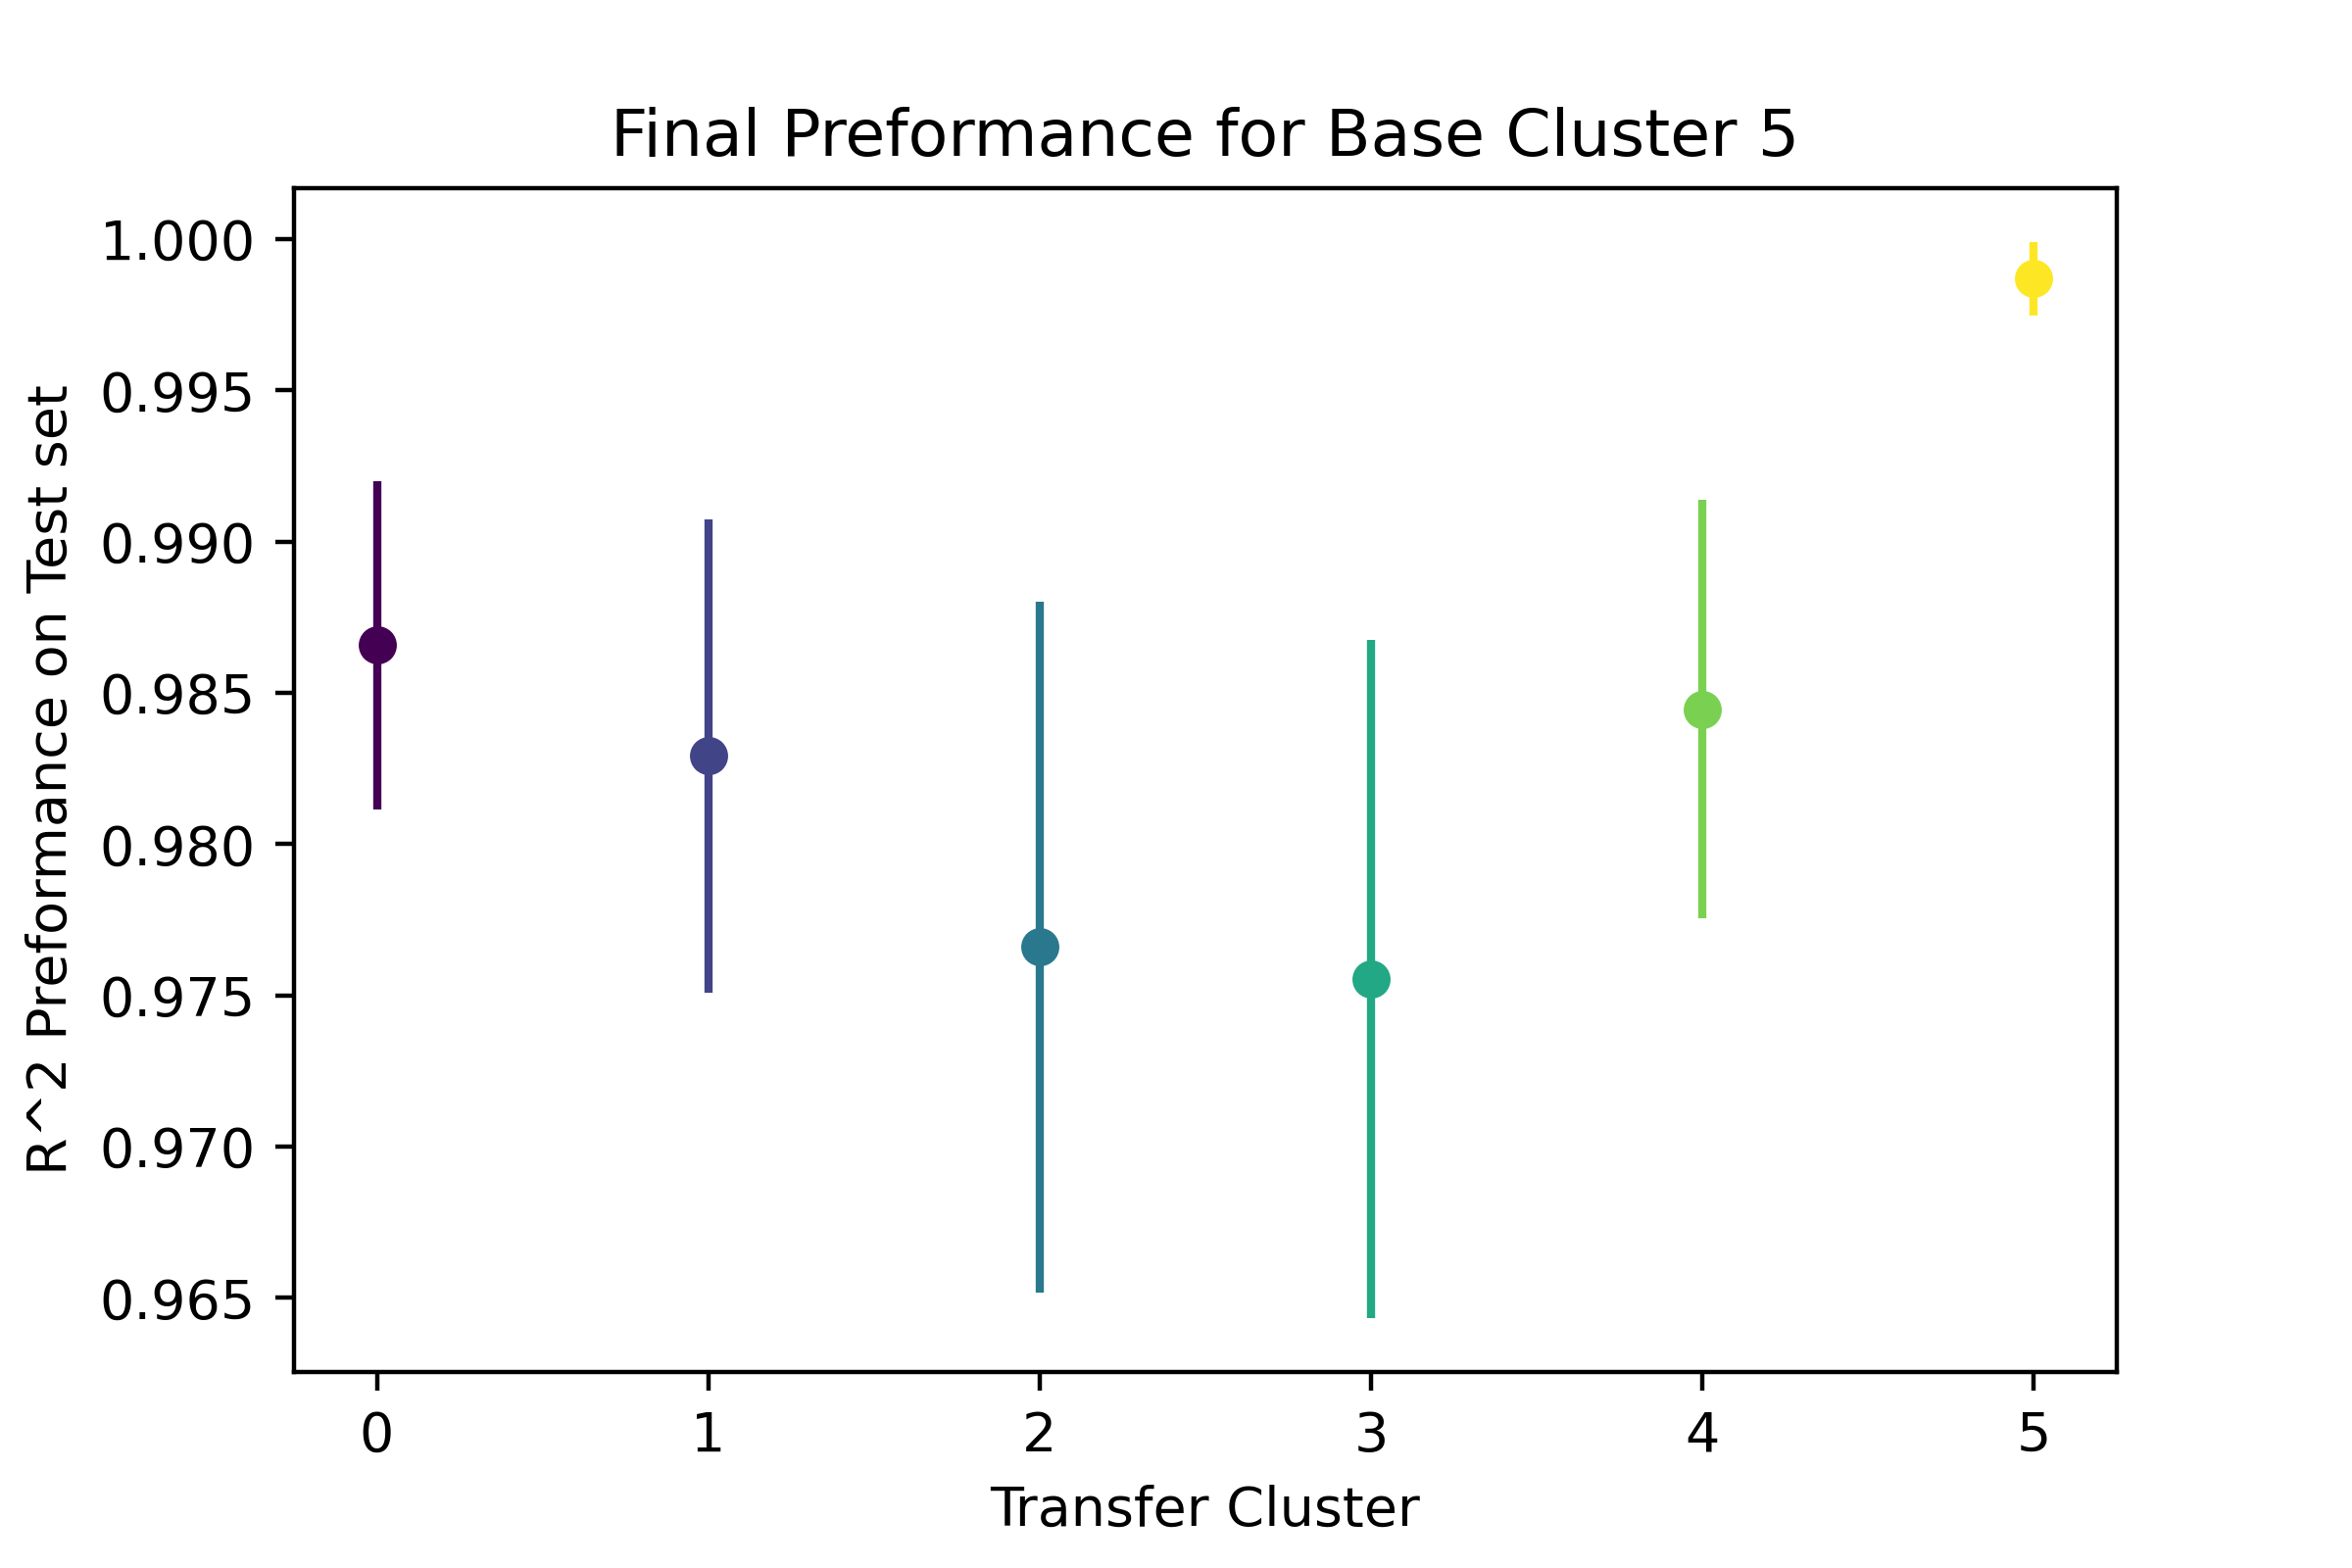 Final Preformance for Base Cluster 5
R^2 Preformance on Test set
1.000
0.995
0.990
0.985
0.980
0.975
0.970
0.965
0 1 2 3 4 5
Transfer Cluster